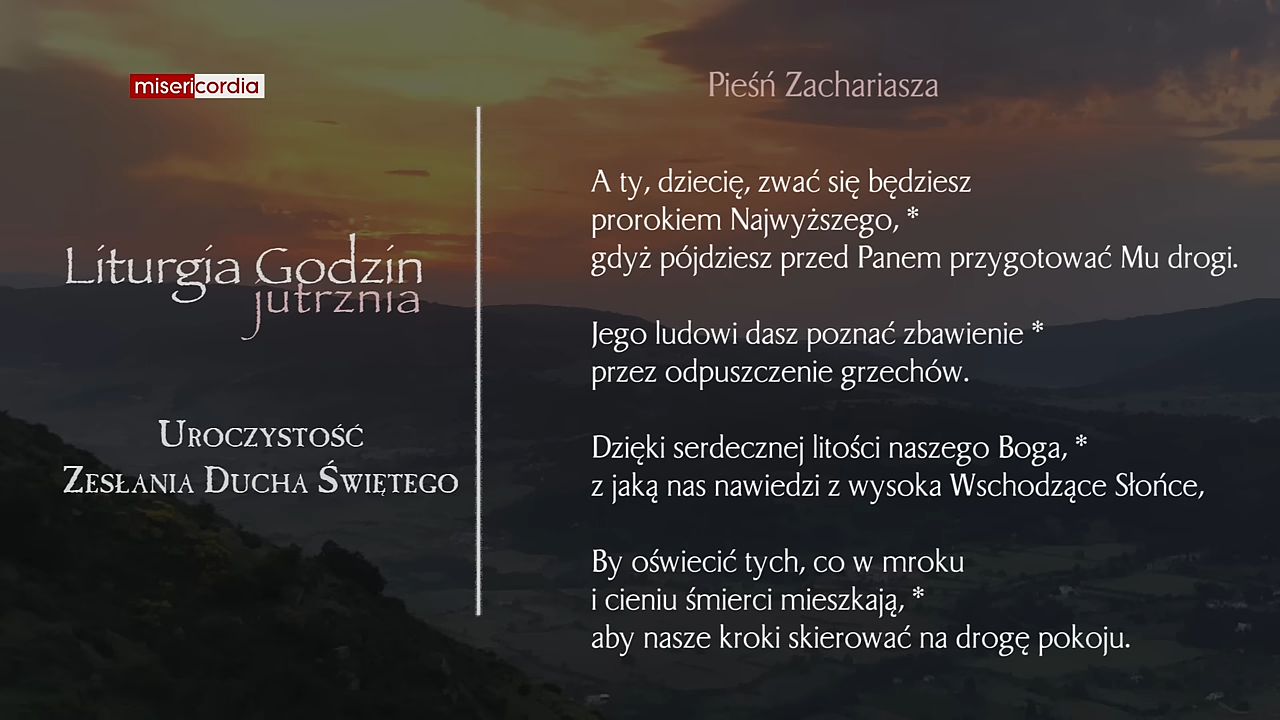 misericordia
Liturgia Godzin
jutrznia
Uroczystość
Zesłania Ducha Świętego
Pieśń Zachariasza
A ty, dziecię, zwać się będziesz
prorokiem Najwyższego, *
gdyż pójdziesz przed Panem przygotować Mu drogi.
Jego ludowi dasz poznać zbawienie *
przez odpuszczenie grzechów.
Dzięki serdecznej litości naszego Boga, *
z jaką nas nawiedzi z wysoka Wschodzące Słońce,
By oświecić tych, co w mroku
i cieniu śmierci mieszkają, *
aby nasze kroki skierować na drogę pokoju.